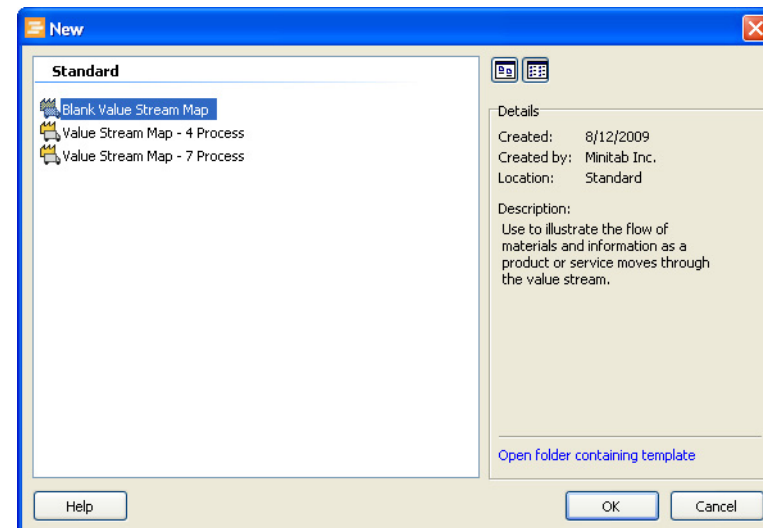 New
Standard
Blank Value Stream Map
Value Stream Map - 4 Process
Value Stream Map - 7 Process
Details
Created: 8/12/2009
Created by: Minitab Inc.
Location: Standard
Description:
Use to illustrate the flow of
materials and information as a
product or service moves through
the value stream.
Open folder containing template
Help
OK
Cancel